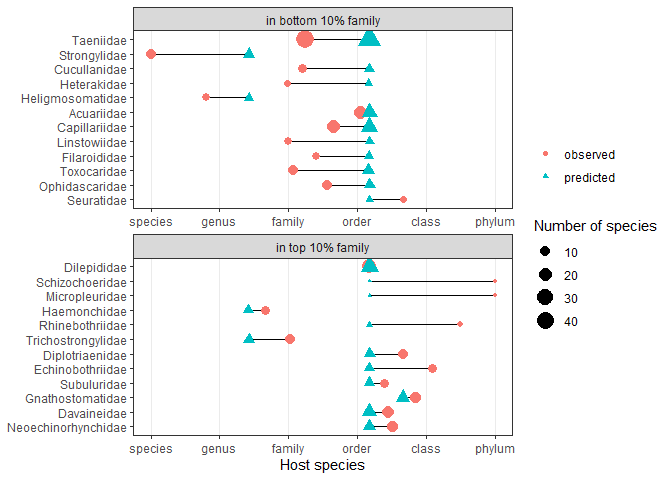 in bottom 10% family
Taeniidae
Strongylidae
Cucullanidae
Heterakidae
Heligmosomatidae
Acuariidae
Capillariidae
Linstowiidae
Filaroididae
Toxocaridae
Ophidascaridae
Seuratidae
species genus family order class phylum
in top 10% family
Dilepididae
Schizochoeridae
Micropleuridae
Haemonchidae
Rhinebothriidae
Trichostrongylidae
Diplotriaenidae
Echinobothriidae
Subuluridae
Gnathostomatidae
Davaineidae
Neoechinorhynchidae
species genus family order class phylum
Host species
observed
predicted
Number of species
10
20
30
40